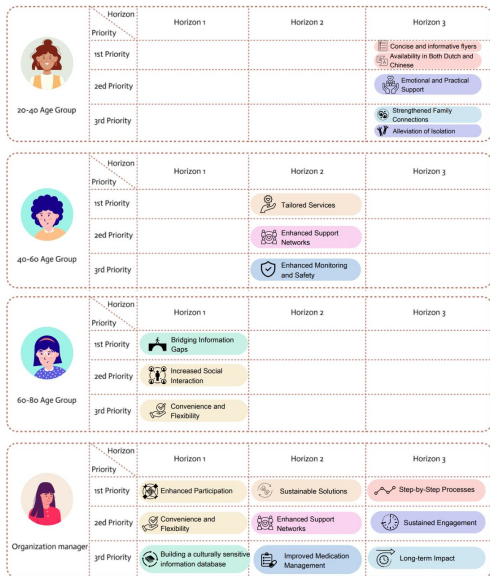 Horizon
Priority
Horizon 1
Horizon 2
Horizon 3
1st Priority
Concise and informative flyers
Availability in Both Dutch and
Chinese
2ed Priority
Emotional and Practical
Support
3rd Priority
Strengthened Family
Connections
Alleviation of Isolation
20-40 Age Group
Horizon
Priority
Horizon 1
Horizon 2
Horizon 3
1st Priority
Tailored Services
2ed Priority
Enhanced Support
Networks
3rd Priority
Enhanced Monitoring
and Safety
40-60 Age Group
Horizon
Priority
Horizon 1
Horizon 2
Horizon 3
1st Priority
Bridging Information
Gaps
2ed Priority
Increased Social
Interaction
3rd Priority
Convenience and
Flexibility
60-80 Age Group
Horizon
Priority
Horizon 1
Horizon 2
Horizon 3
1st Priority
Enhanced Participation
Sustainable Solutions
Step-by-Step Processes
2ed Priority
Convenience and
Flexibility
Enhanced Support
Networks
Sustained Engagement
3rd Priority
Building a culturally sensitive
information database
Improved Medication
Management
Long-term Impact
Organization manager